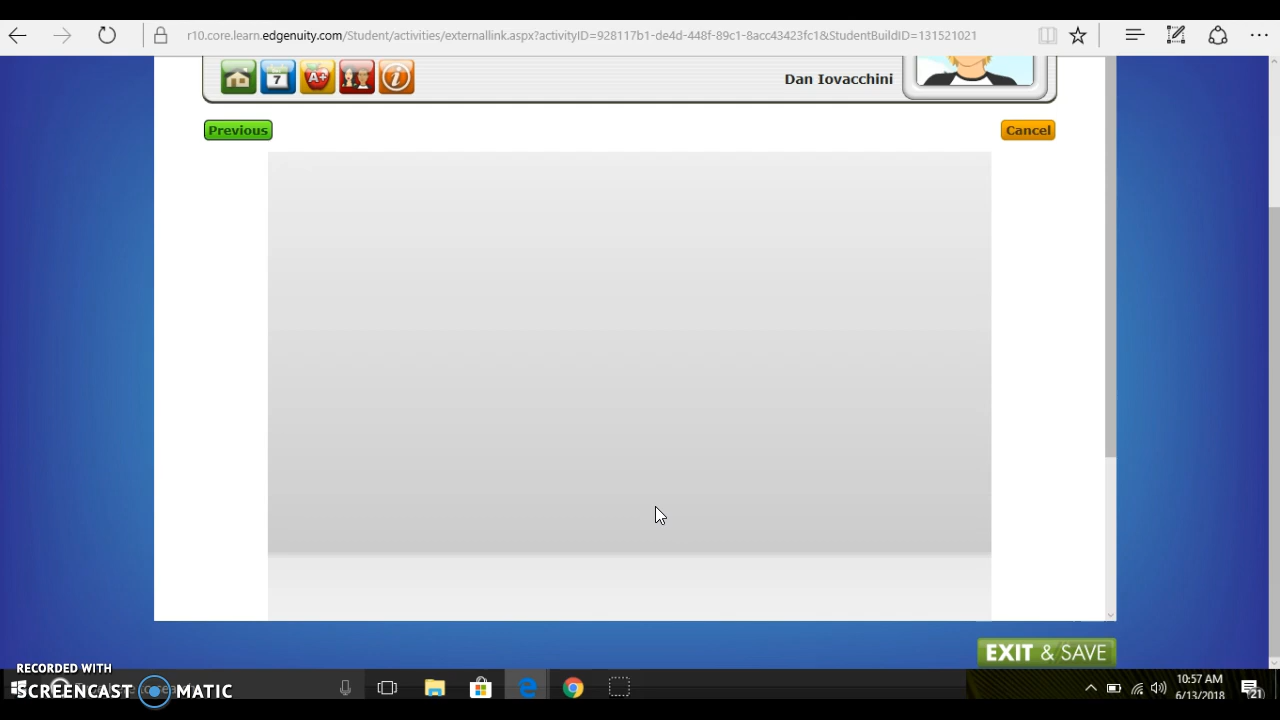 r10.core.learn.edgenuity.com/Student/activities/externallink.aspx?activityID=928117b1-de4d-448f-89c1-8acc43423fc1&StudentBuildID=131521021
7 A+ i
Dan Iovacchini
Previous
Cancel
EXIT & SAVE
RECORDED WITH
SCREENCAST MATIC
10:57 AM
6/13/2018
21